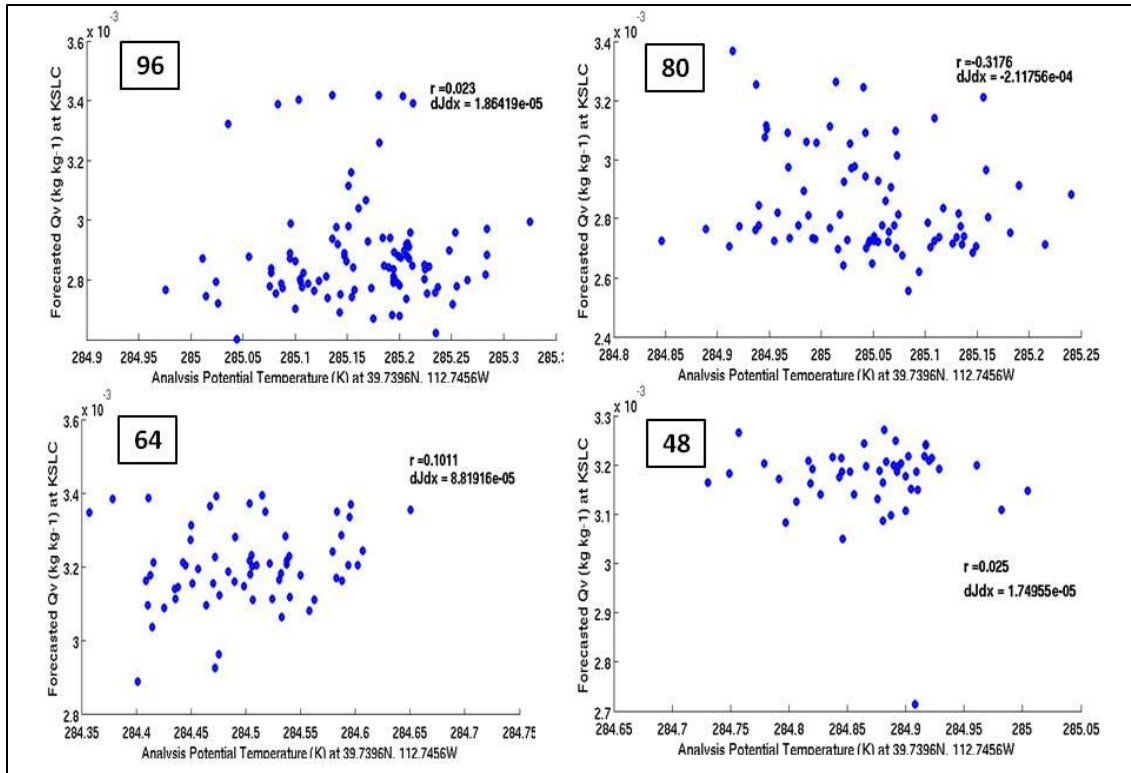 x 10^-3
3.6
96
r =0.023
dJdx = 1.86419e-05
3.4
3.2
3
2.8
Forecasted Qv (kg kg-1) at KSLC
284.9 284.95 285 285.05 285.1 285.15 285.2 285.25 285.3 285.3
Analysis Potential Temperature (K) at 39.7396N, 112.7456W
x 10^-3
3.4
80
r=-0.3176
dJdx = -2.11756e-04
3.2
3
2.8
2.6
2.4
Forecasted Qv (kg kg-1) at KSLC
284.8 284.85 284.9 284.95 285 285.05 285.1 285.15 285.2 285.25
Analysis Potential Temperature (K) at 39.7396N, 112.7456W
x 10^-3
3.6
64
r =0.1011
dJdx = 8.81916e-05
3.4
3.2
3
2.8
Forecasted Qv (kg kg-1) at KSLC
284.35 284.4 284.45 284.5 284.55 284.6 284.65 284.7 284.75
Analysis Potential Temperature (K) at 39.7396N, 112.7456W
x 10^-3
3.3
48
3.2
3.1
3
r =0.025
dJdx = 1.74955e-05
2.9
2.8
2.7
Forecasted Qv (kg kg-1) at KSLC
284.65 284.7 284.75 284.8 284.85 284.9 284.95 285 285.05
Analysis Potential Temperature (K) at 39.7396N, 112.7456W